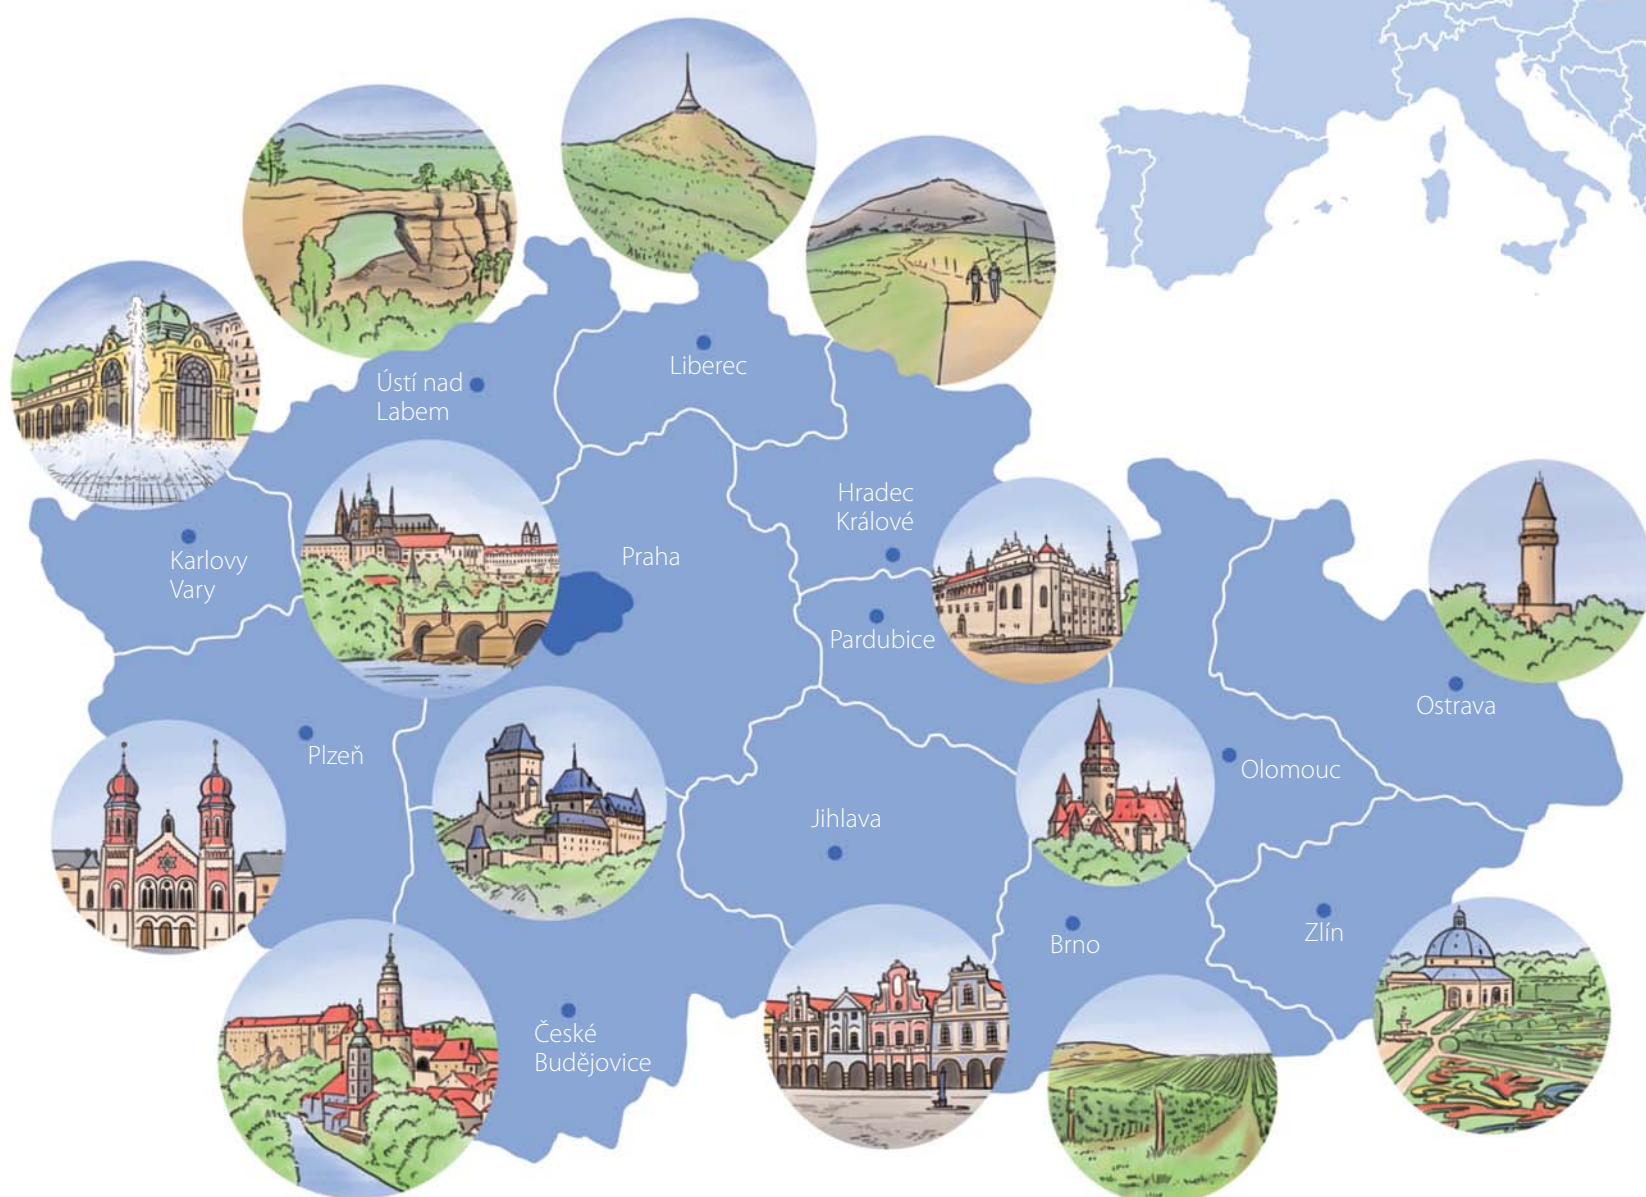 Liberec
Ústí nad
Labem
Hradec
Králové
Praha
Karlovy
Vary
Pardubice
Ostrava
Plzeň
Olomouc
Jihlava
Zlín
Brno
České
Budějovice